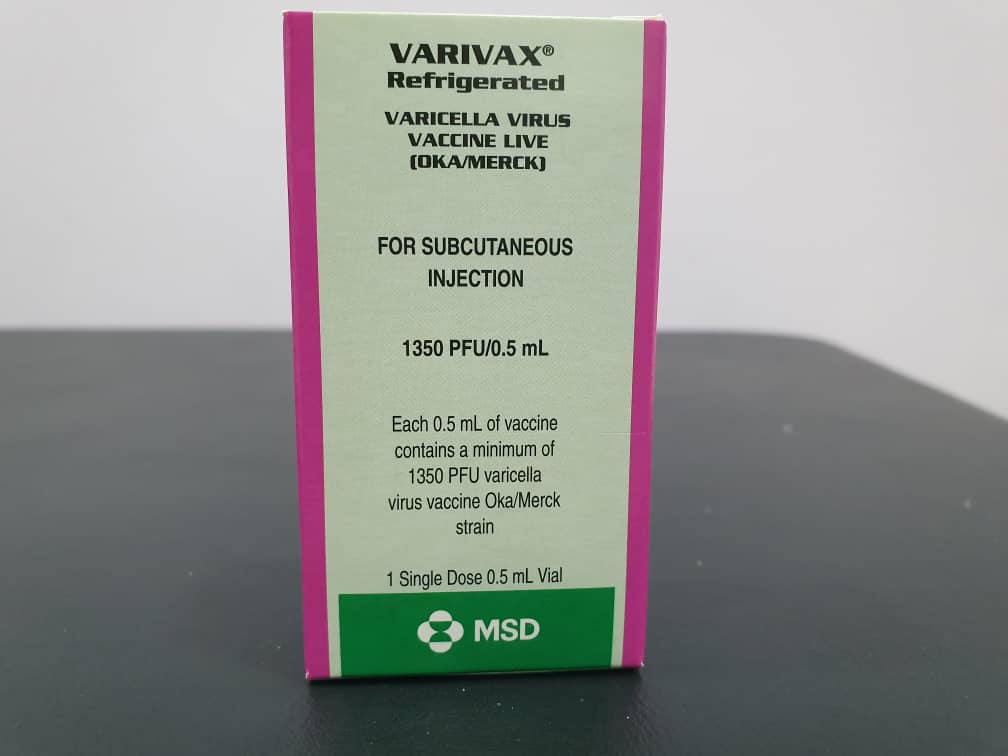 VARIVAX®
Refrigerated
VARICELLA VIRUS
VACCINE LIVE
(OKA/MERCK)
FOR SUBCUTANEOUS
INJECTION
1350 PFU/0.5 mL
Each 0.5 mL of vaccine
contains a minimum of
1350 PFU varicella
virus vaccine Oka/Merck
strain
1 Single Dose 0.5 mL Vial
MSD